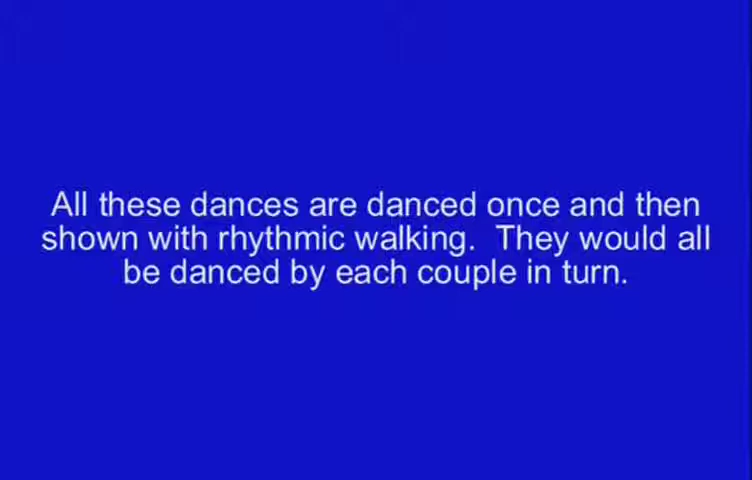 All these dances are danced once and then
shown with rhythmic walking.  They would all
be danced by each couple in turn.